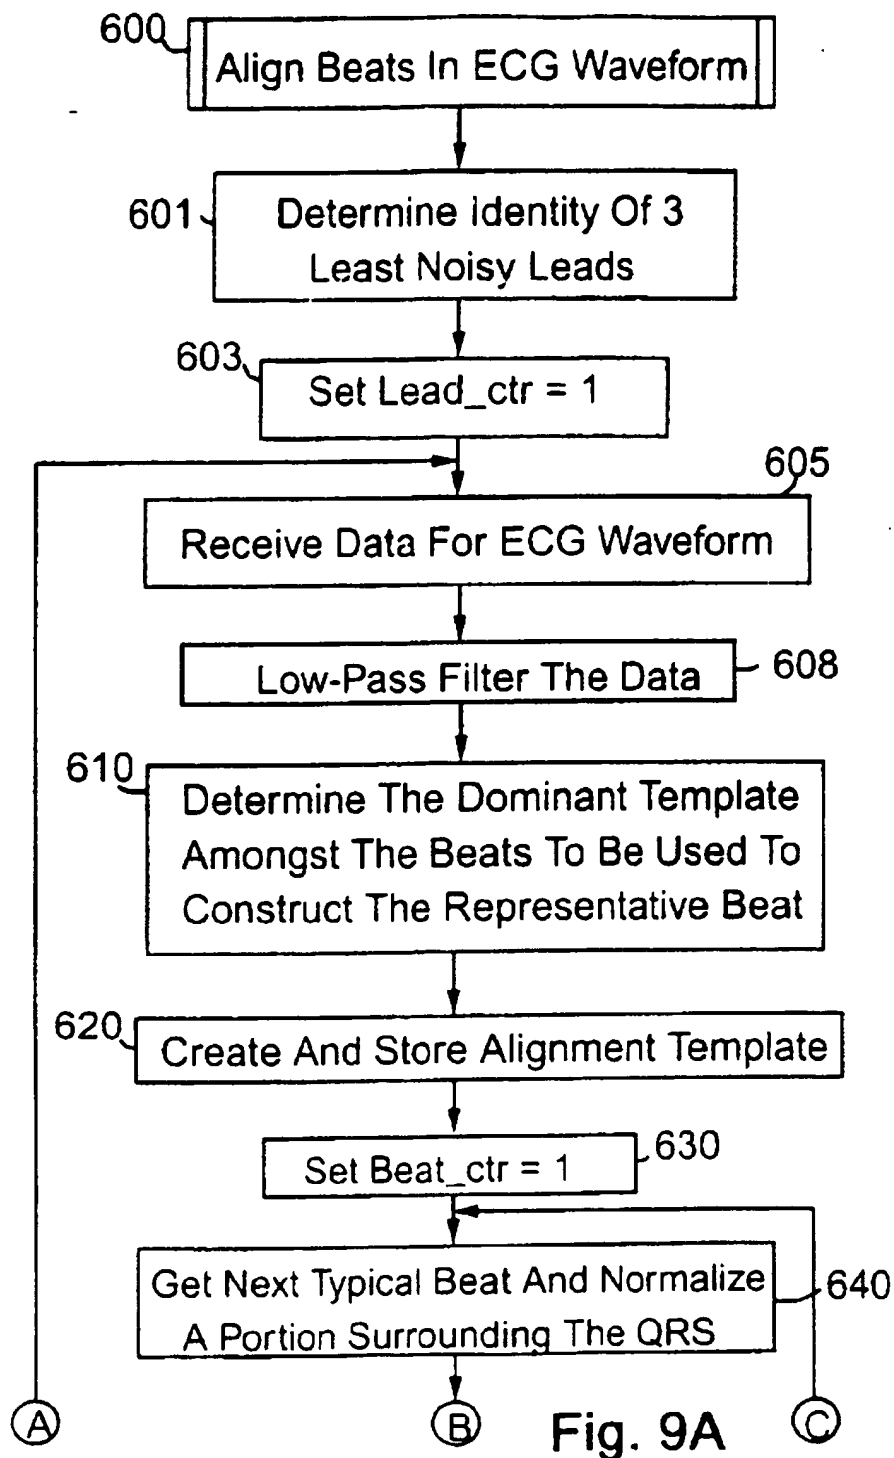 600
Align Beats In ECG Waveform
601
Determine Identity Of 3
Least Noisy Leads
603
Set Lead_ctr = 1
605
Receive Data For ECG Waveform
Low-Pass Filter The Data
608
610
Determine The Dominant Template
Amongst The Beats To Be Used To
Construct The Representative Beat
620
Create And Store Alignment Template
Set Beat_ctr = 1
630
Get Next Typical Beat And Normalize
A Portion Surrounding The QRS
640
A
B
Fig. 9A
C